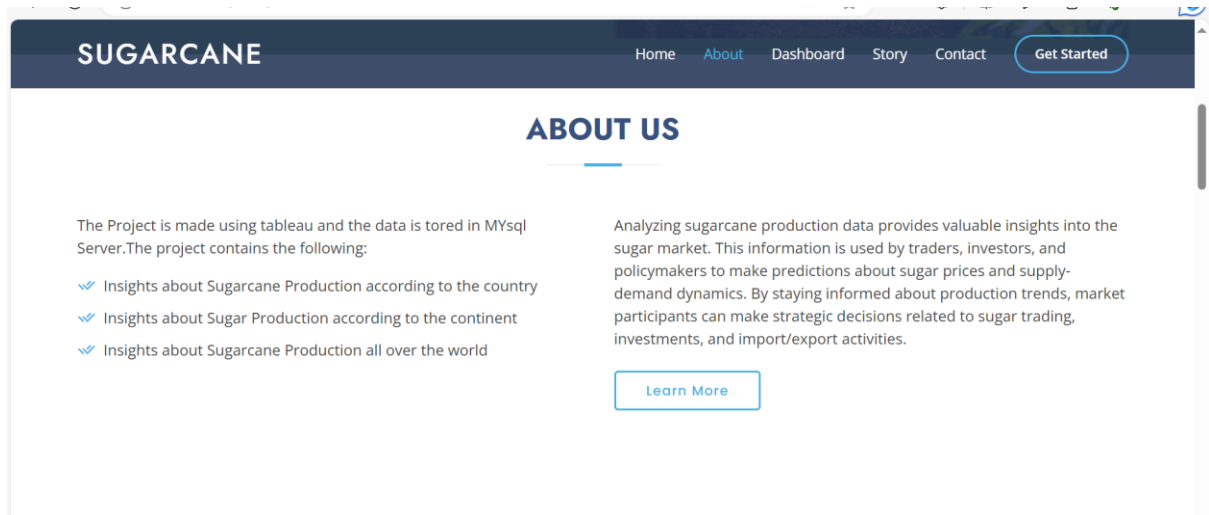 SUGARCANE
Home About Dashboard Story Contact Get Started
ABOUT US
The Project is made using tableau and the data is tored in MYsql
Server.The project contains the following:
Insights about Sugarcane Production according to the country
Insights about Sugar Production according to the continent
Insights about Sugarcane Production all over the world
Analyzing sugarcane production data provides valuable insights into the
sugar market. This information is used by traders, investors, and
policymakers to make predictions about sugar prices and supply-
demand dynamics. By staying informed about production trends, market
participants can make strategic decisions related to sugar trading,
investments, and import/export activities.
Learn More